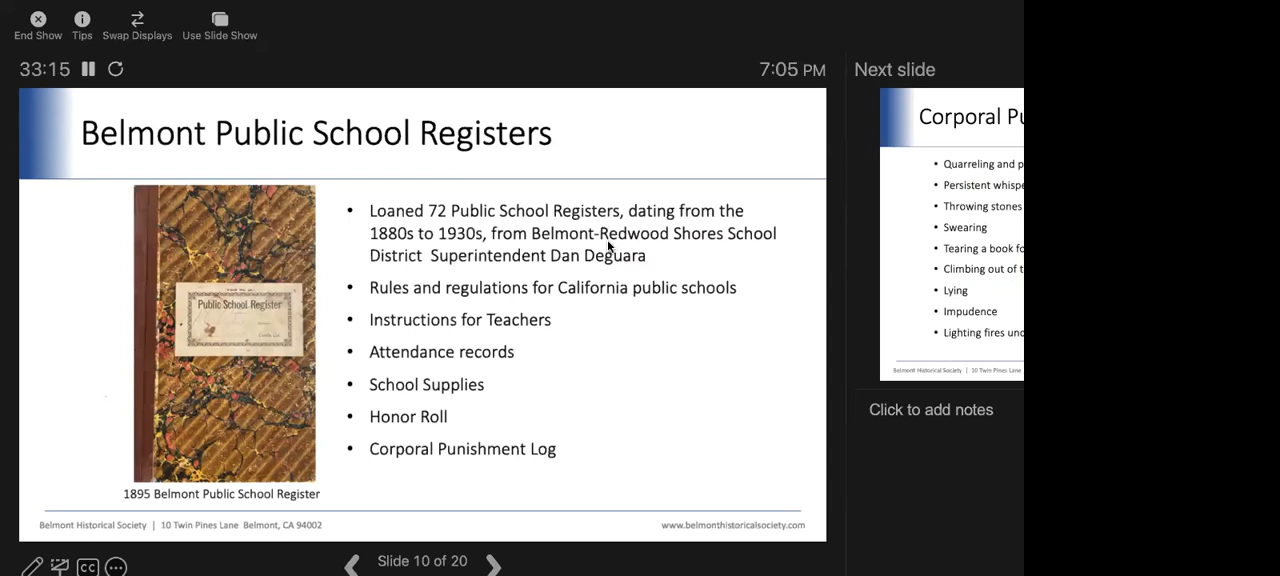 End Show Tips Swap Displays Use Slide Show
33:15
7:05 PM
Next slide
Belmont Public School Registers
Public School Register
1895 Belmont Public School Register
• Loaned 72 Public School Registers, dating from the
1880s to 1930s, from Belmont-Redwood Shores School
District Superintendent Dan Deguara
• Rules and regulations for California public schools
• Instructions for Teachers
• Attendance records
• School Supplies
• Honor Roll
• Corporal Punishment Log
Belmont Historical Society | 10 Twin Pines Lane Belmont, CA 94002
www.belmonthistoricalsociety.com
Slide 10 of 20
CC
Corporal Pu
• Quarreling and p
• Persistent whispe
• Throwing stones
• Swearing
• Tearing a book fo
• Climbing out of t
• Lying
• Impudence
• Lighting fires und
Belmont Historical Society | 10 Twin Pines Lane
Click to add notes